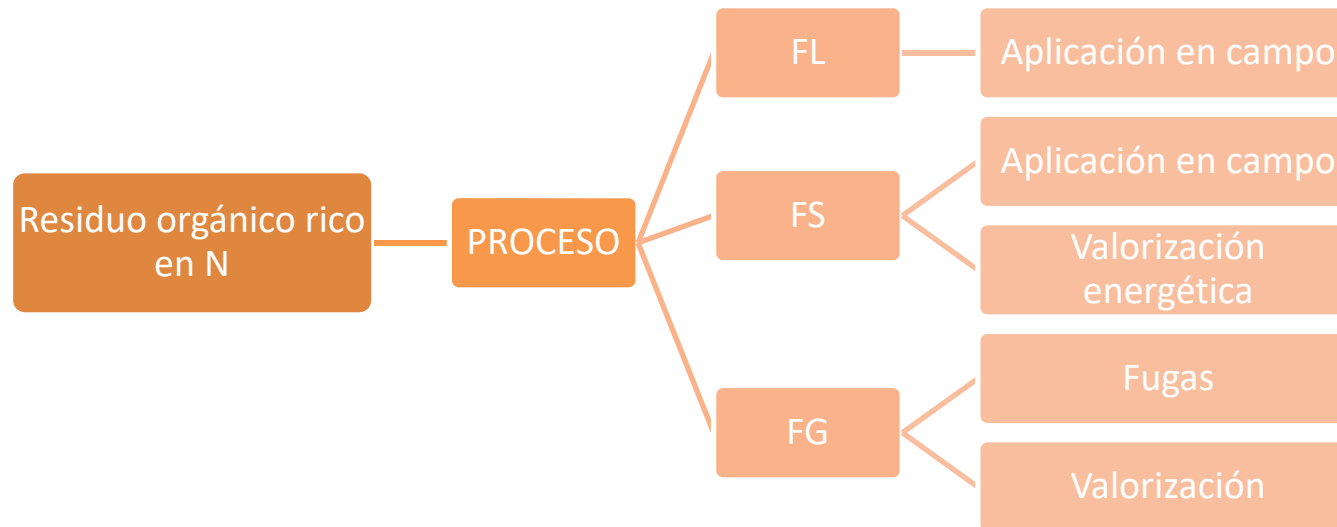 Residuo orgánico rico
en N
PROCESO
FL
Aplicación en campo
FS
Aplicación en campo
Valorización
energética
FG
Fugas
Valorización